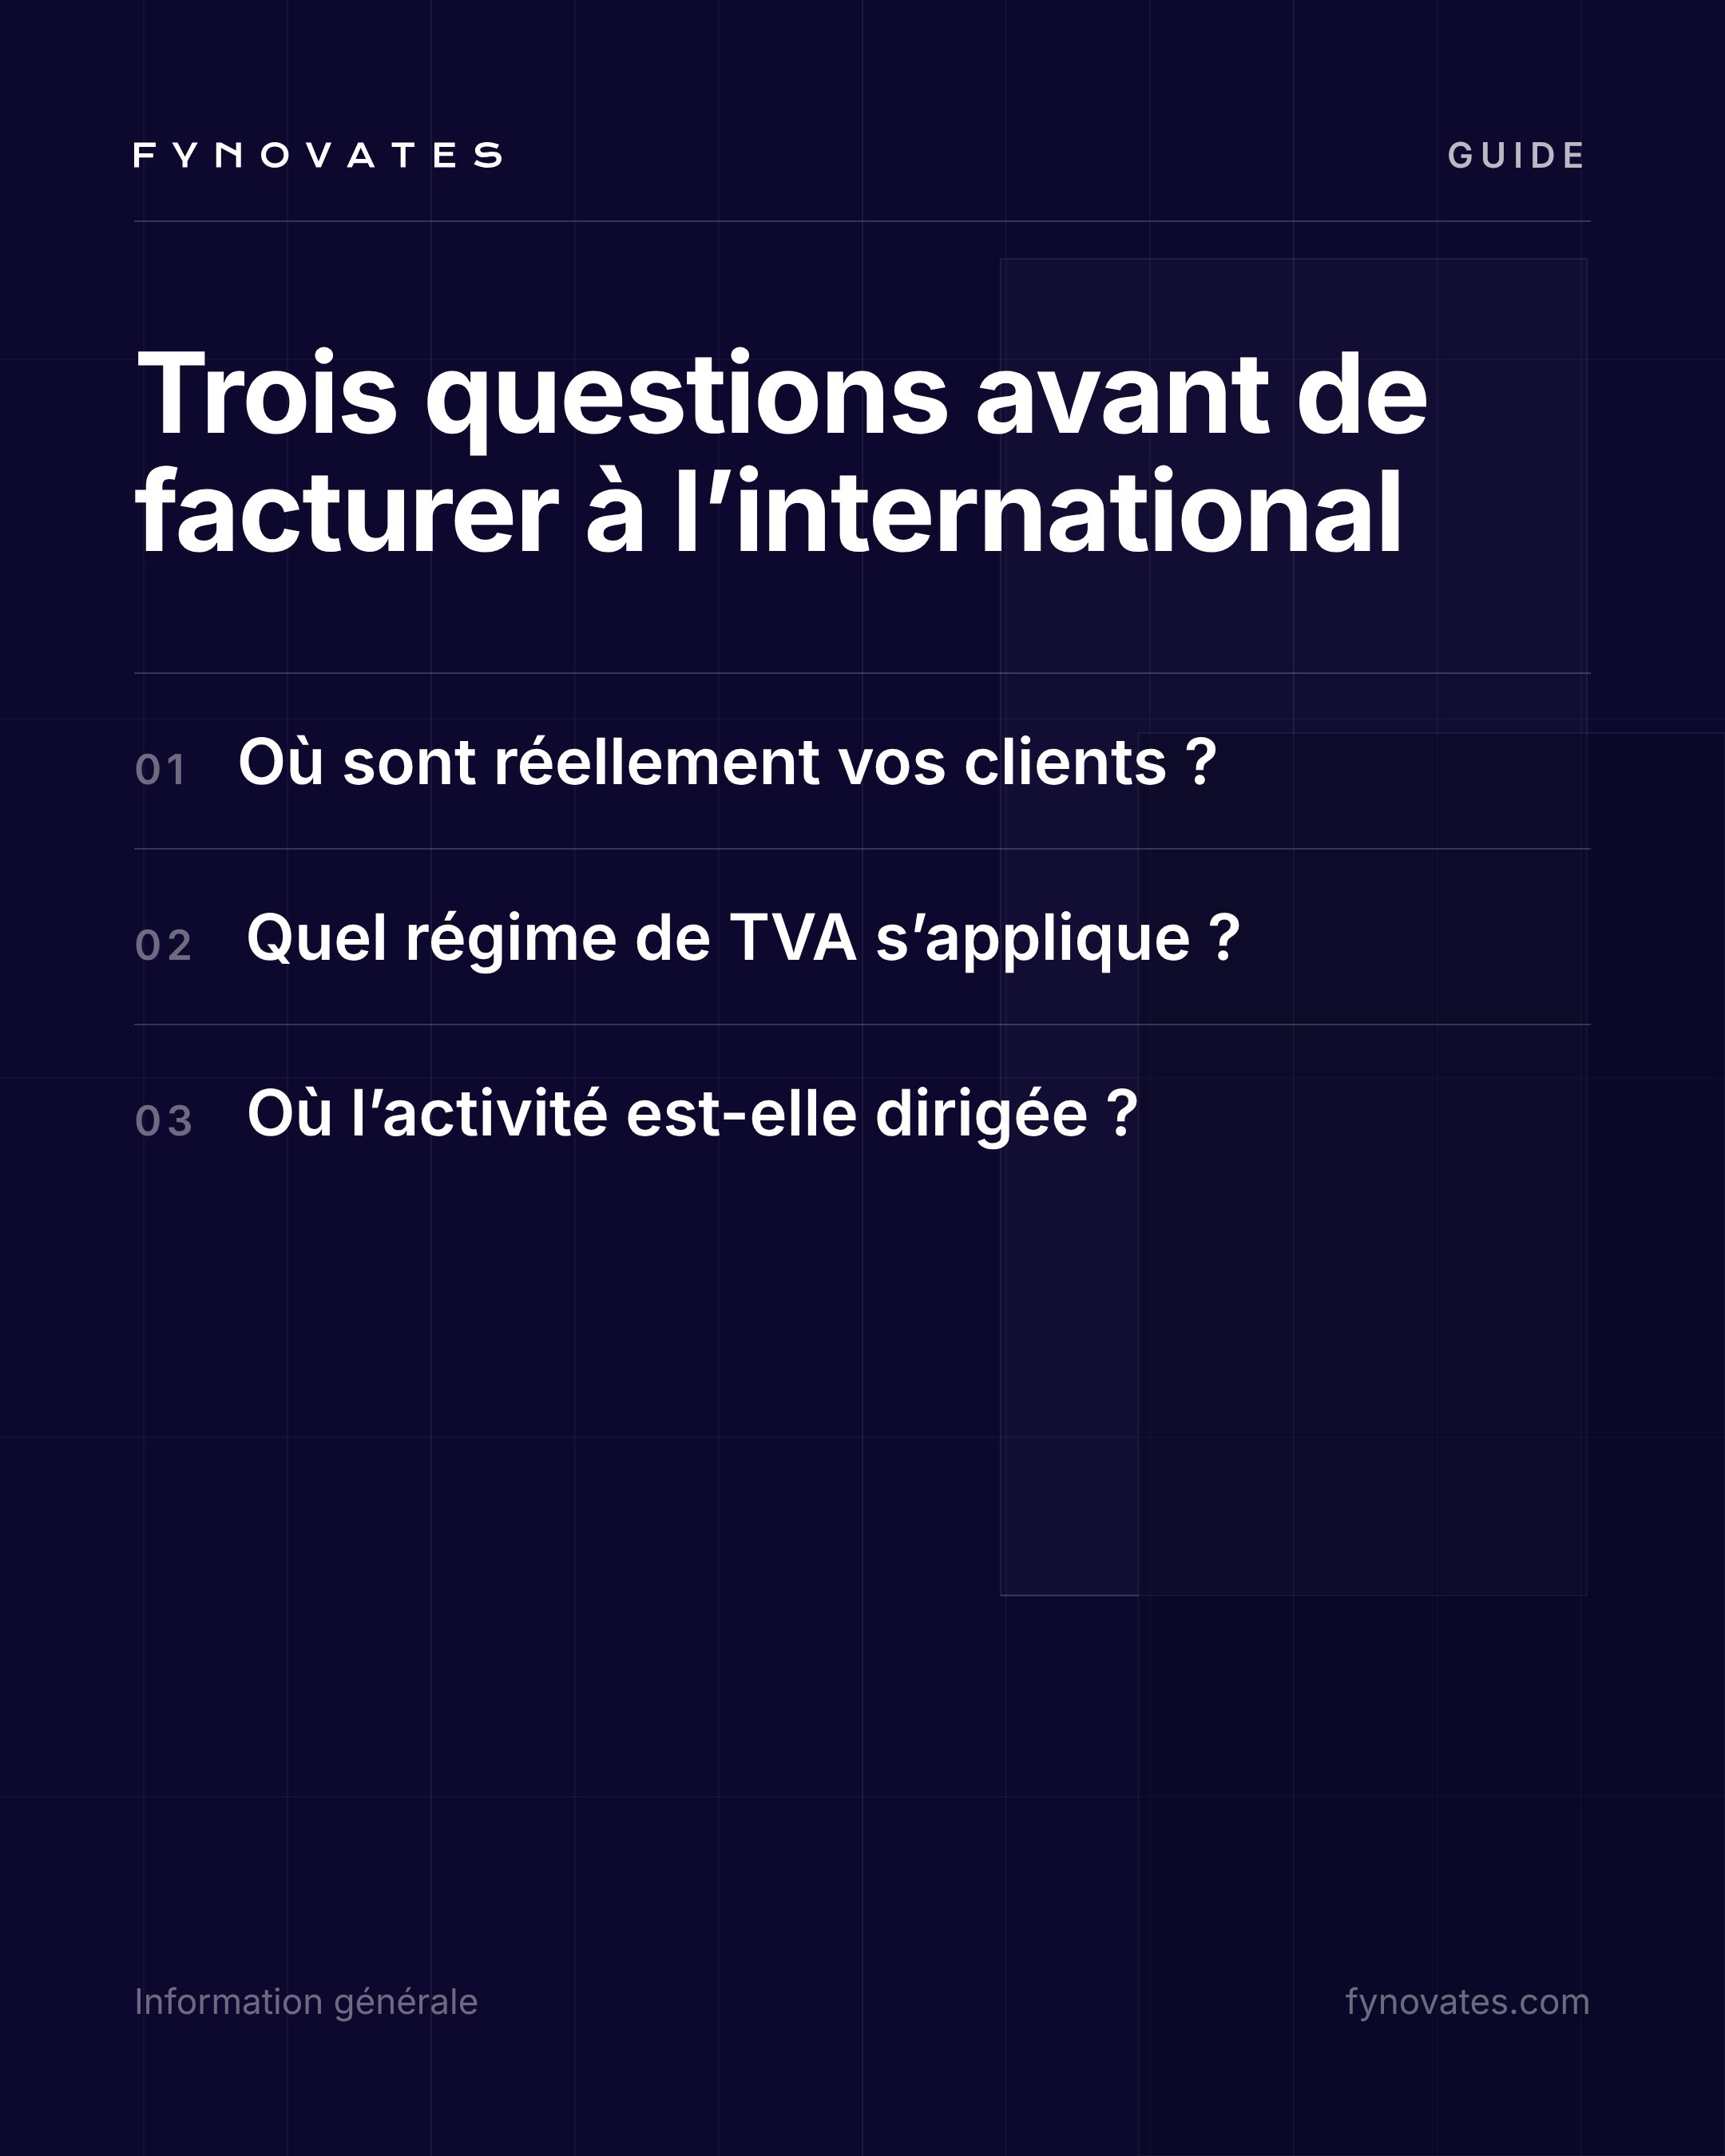 FYNOVATES
GUIDE
Trois questions avant de
facturer à l’international
01 Où sont réellement vos clients ?
02 Quel régime de TVA s’applique ?
03 Où l’activité est-elle dirigée ?
Information générale
fynovates.com